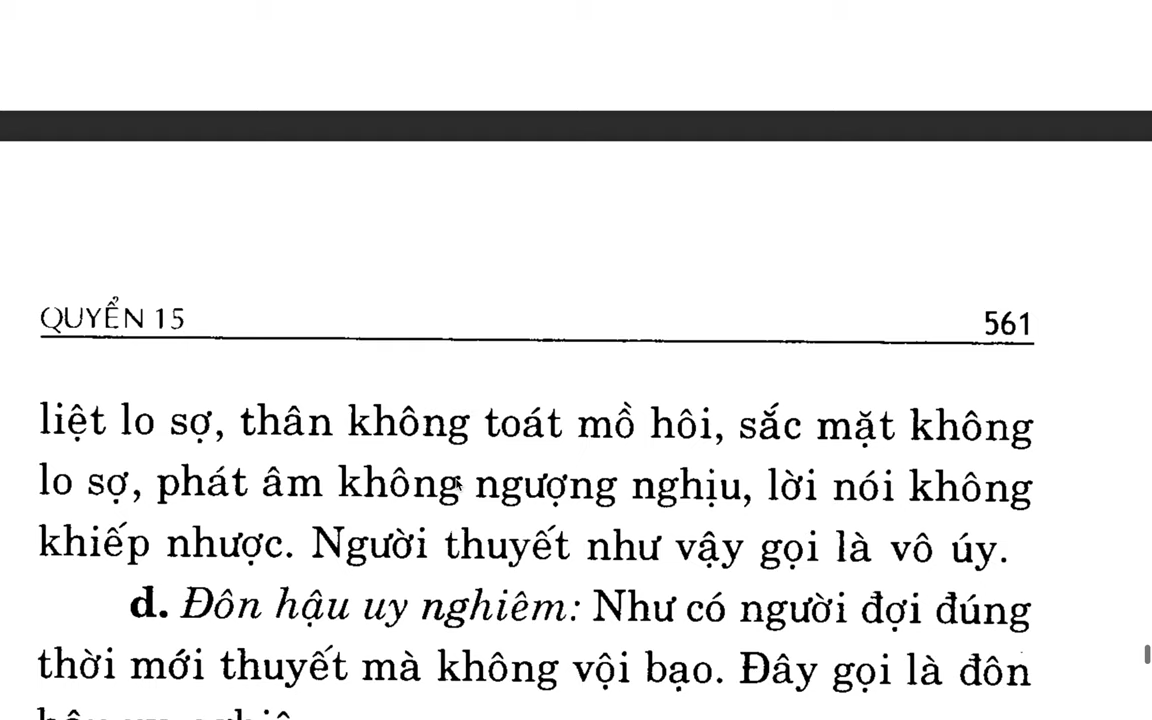 QUYỂN 15
561
liệt lo sợ, thân không toát mồ hôi, sắc mặt không
lo sợ, phát âm không ngượng nghịu, lời nói không
khiếp nhược. Người thuyết như vậy gọi là vô úy.
d. Đôn hậu uy nghiêm: Như có người đợi đúng
thời mới thuyết mà không vội bạo. Đây gọi là đôn